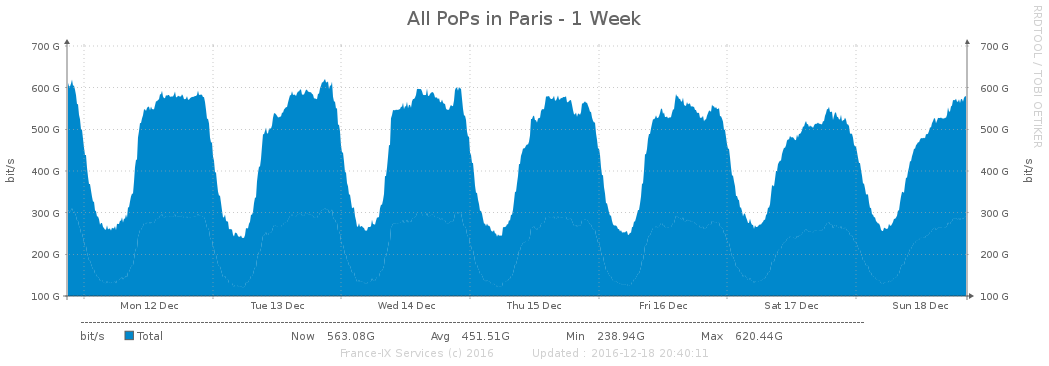 All PoPs in Paris - 1 Week
RRDTOOL / TOBI OETIKER
700 G 700 G
600 G 600 G
500 G 500 G
400 G 400 G
300 G 300 G
200 G 200 G
100 G 100 G
bit/s
bit/s
Mon 12 Dec Tue 13 Dec Wed 14 Dec Thu 15 Dec Fri 16 Dec Sat 17 Dec Sun 18 Dec
bit/s Total Now 563.08G Avg 451.51G Min 238.94G Max 620.44G
France-IX Services (c) 2016 Updated : 2016-12-18 20:40:11